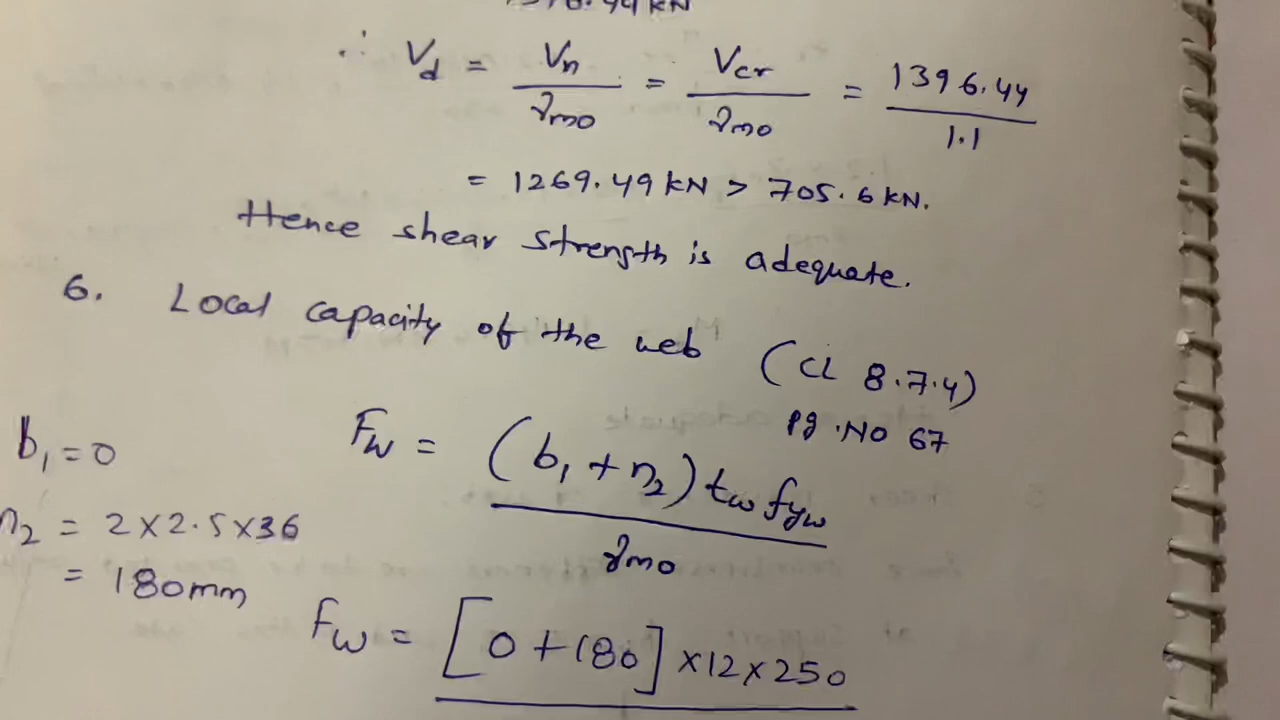 ∴ Vd = Vn/γmo = Vcr/γmo = 1396.44/1.1
= 1269.49 kN > 705.6 kN.
Hence shear strength is adequate.
6. Local capacity of the web (Cl 8.7.4)
Pg.No 67
b1 = 0
Fw = (b1 + n2) tw fyw / γmo
n2 = 2 x 2.5 x 36
= 180mm
Fw = [0 + 180] x 12 x 250